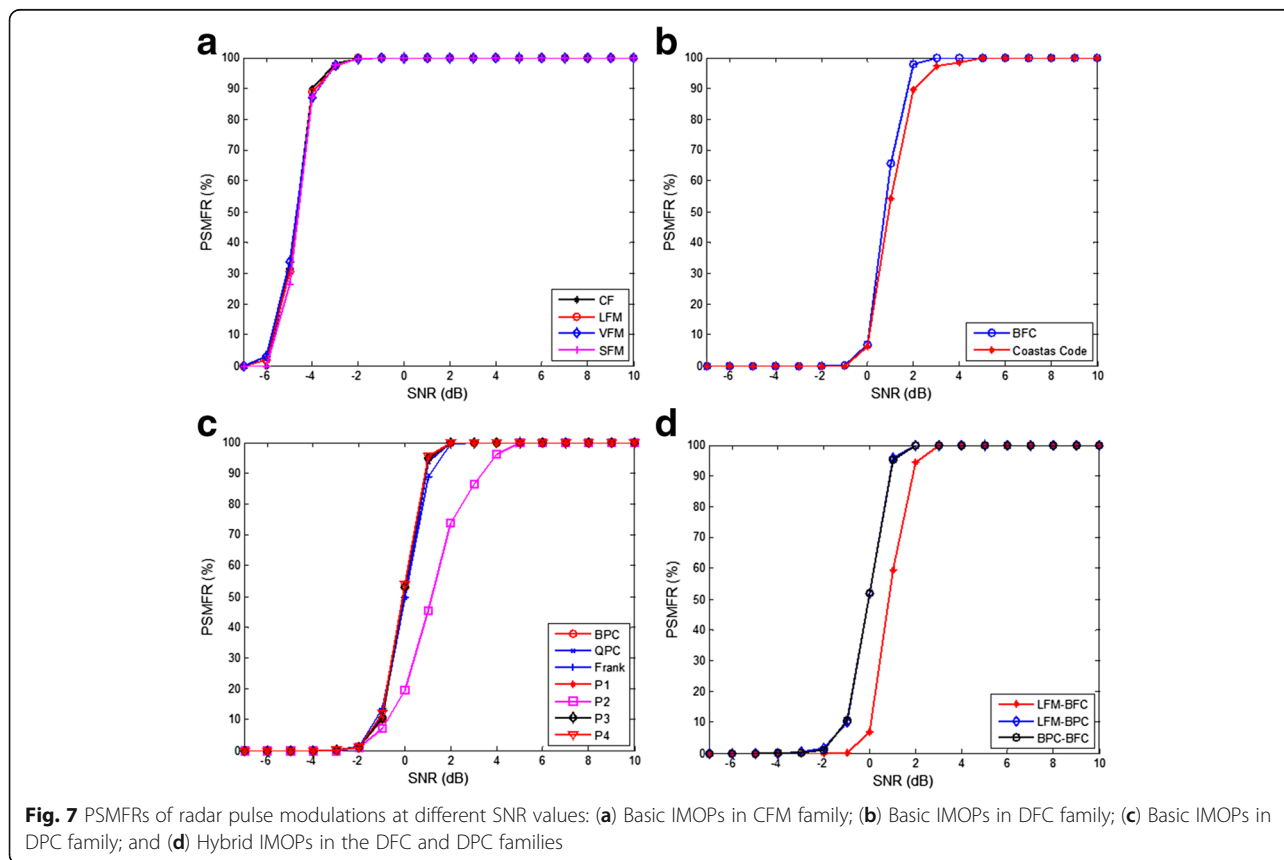 a
100
90
80
70
60
50
40
30
20
10
0
PSMFR (%)
-6 -4 -2 0 2 4 6 8 10
SNR (dB)
CF
LFM
VFM
SFM
b
100
90
80
70
60
50
40
30
20
10
0
PSMFR (%)
-6 -4 -2 0 2 4 6 8 10
SNR (dB)
BFC
Coastas Code
c
100
90
80
70
60
50
40
30
20
10
0
PSMFR (%)
-6 -4 -2 0 2 4 6 8 10
SNR (dB)
BPC
QPC
Frank
P1
P2
P3
P4
d
100
90
80
70
60
50
40
30
20
10
0
PSMFR (%)
-6 -4 -2 0 2 4 6 8 10
SNR (dB)
LFM-BFC
LFM-BPC
BPC-BFC
Fig. 7 PSMFRs of radar pulse modulations at different SNR values: (a) Basic IMOPs in CFM family; (b) Basic IMOPs in DFC family; (c) Basic IMOPs in
DPC family; and (d) Hybrid IMOPs in the DFC and DPC families